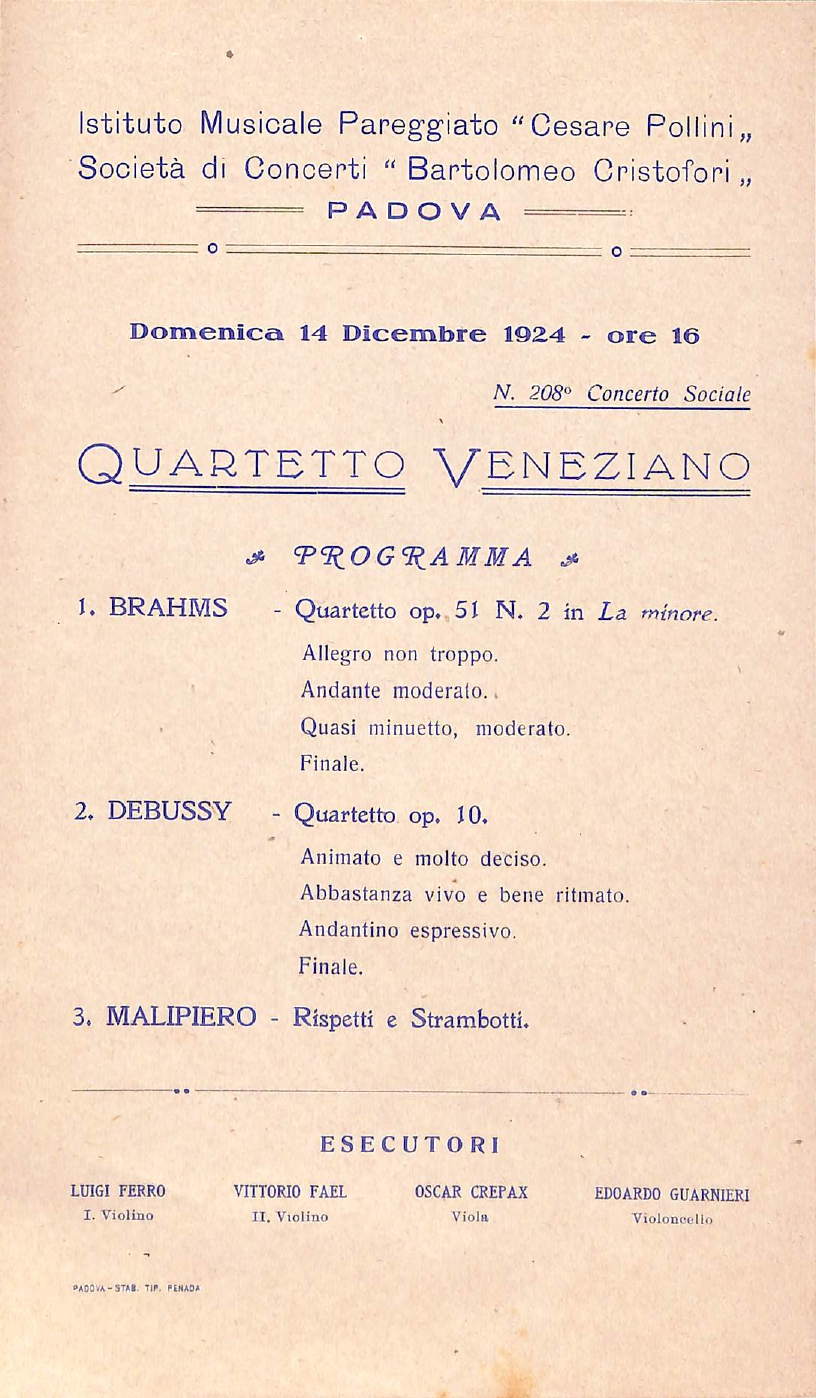 Istituto Musicale Pareggiato “Cesare Pollini„
Società di Concerti “ Bartolomeo Cristofori „
PADOVA
Domenica 14 Dicembre 1924 - ore 16
N. 208º Concerto Sociale
QUARTETTO VENEZIANO
PROGRAMMA
1. BRAHMS - Quartetto op. 51 N. 2 in La minore.
Allegro non troppo.
Andante moderato.
Quasi minuetto, moderato.
Finale.
2. DEBUSSY - Quartetto op. 10.
Animato e molto deciso.
Abbastanza vivo e bene ritmato.
Andantino espressivo.
Finale.
3. MALIPIERO - Rispetti e Strambotti.
ESECUTORI
LUIGI FERRO VITTORIO FAEL OSCAR CREPAX EDOARDO GUARNIERI
I. Violino II. Violino Viola Violoncello
PADOVA - STAB. TIP. PENADA